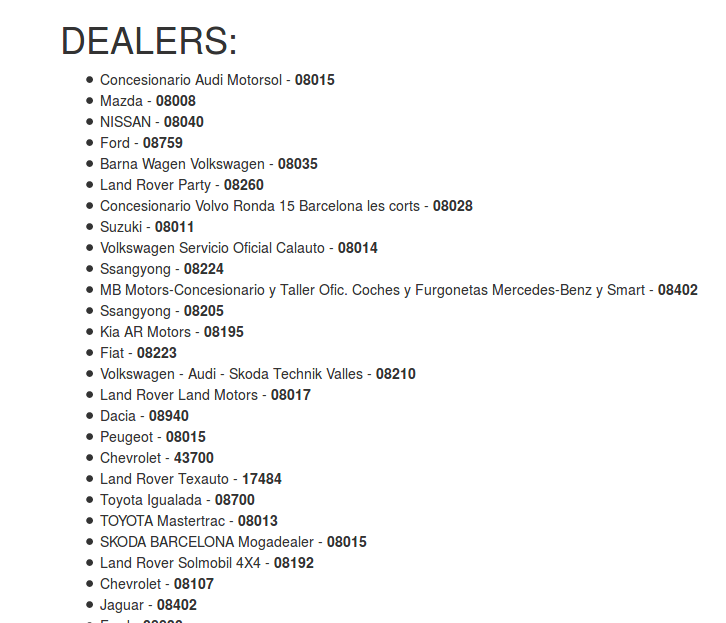 DEALERS:
Concesionario Audi Motorsol - 08015
Mazda - 08008
NISSAN - 08040
Ford - 08759
Barna Wagen Volkswagen - 08035
Land Rover Party - 08260
Concesionario Volvo Ronda 15 Barcelona les corts - 08028
Suzuki - 08011
Volkswagen Servicio Oficial Calauto - 08014
Ssangyong - 08224
MB Motors-Concesionario y Taller Ofic. Coches y Furgonetas Mercedes-Benz y Smart - 08402
Ssangyong - 08205
Kia AR Motors - 08195
Fiat - 08223
Volkswagen - Audi - Skoda Technik Valles - 08210
Land Rover Land Motors - 08017
Dacia - 08940
Peugeot - 08015
Chevrolet - 43700
Land Rover Texauto - 17484
Toyota Igualada - 08700
TOYOTA Mastertrac - 08013
SKODA BARCELONA Mogadealer - 08015
Land Rover Solmobil 4X4 - 08192
Chevrolet - 08107
Jaguar - 08402